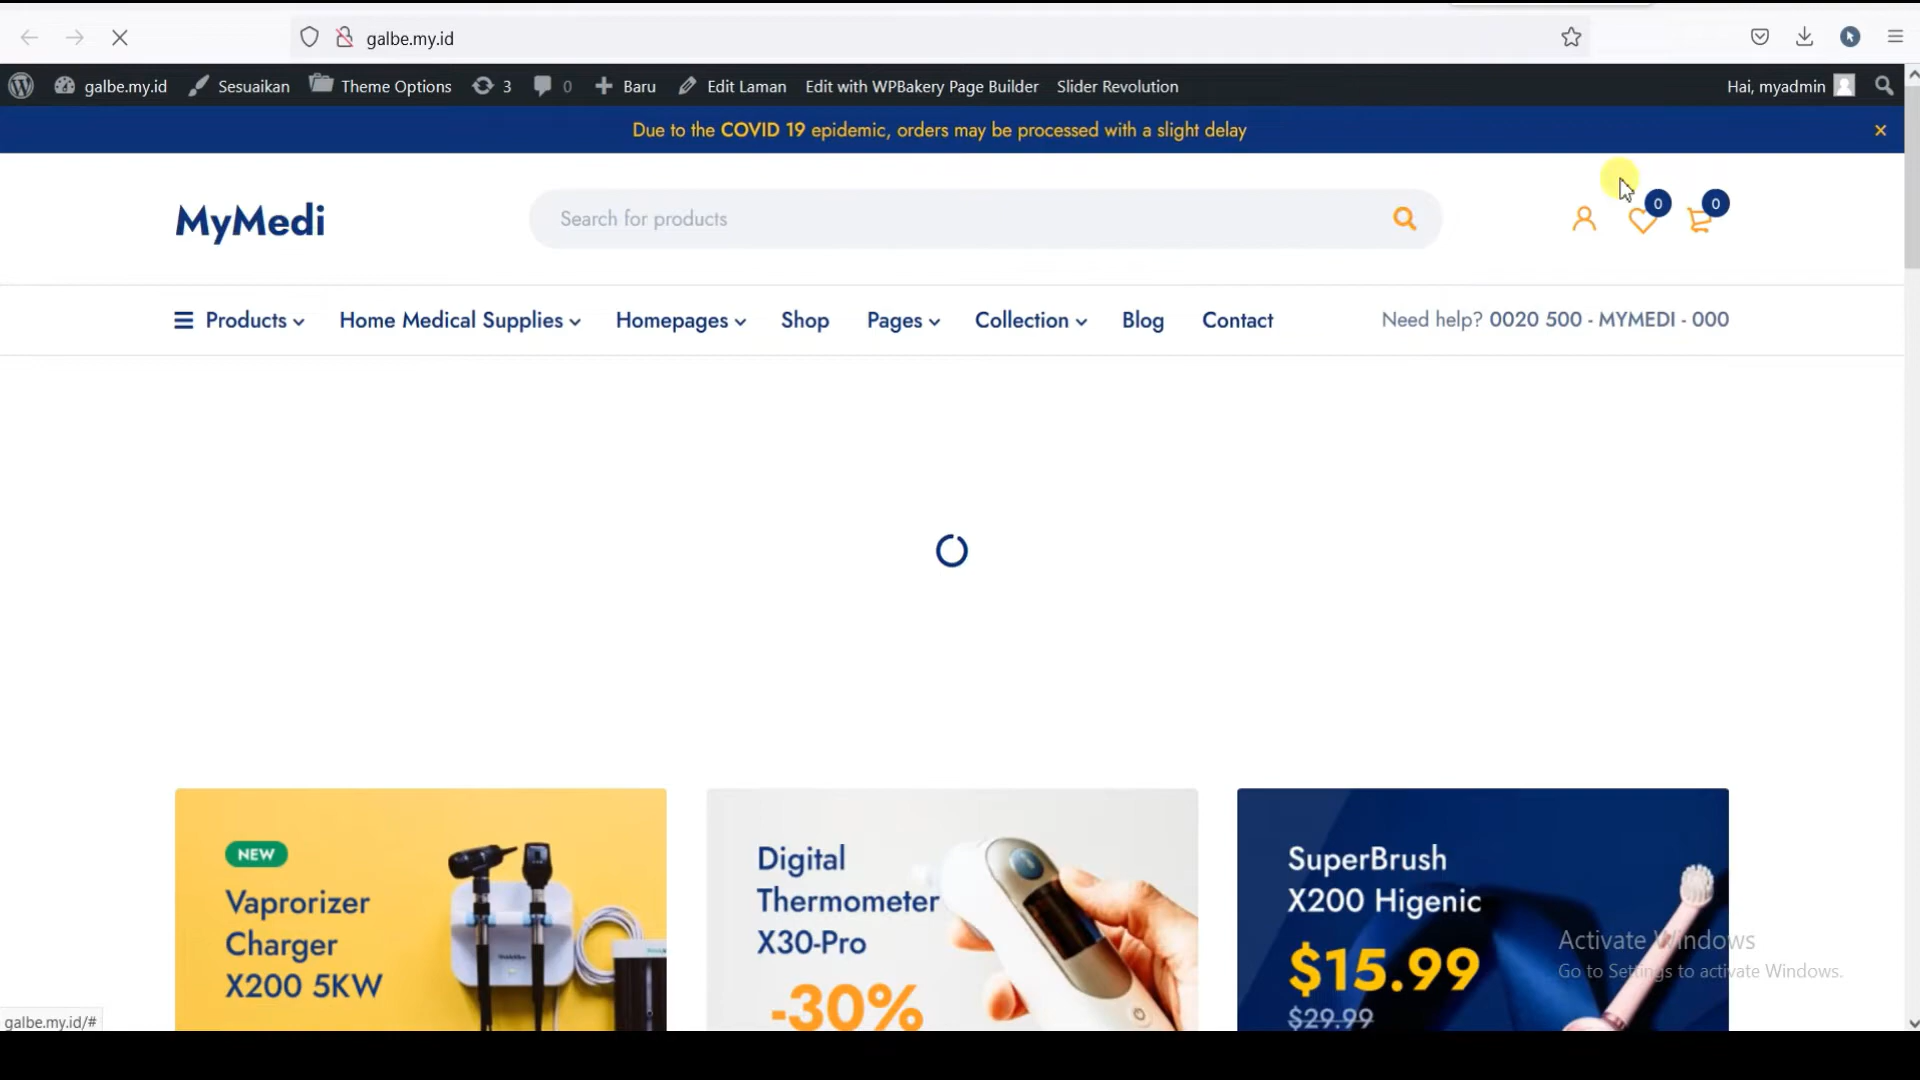 galbe.my.id
galbe.my.id Sesuaikan Theme Options 3 0 Baru Edit Laman Edit with WPBakery Page Builder Slider Revolution Hai, myadmin
Due to the COVID 19 epidemic, orders may be processed with a slight delay
MyMedi Search for products 0 0
Products Home Medical Supplies Homepages Shop Pages Collection Blog Contact Need help? 0020 500 - MYMEDI - 000
NEW
Vaprorizer
Charger
X200 5KW
Digital
Thermometer
X30-Pro
-30%
SuperBrush
X200 Higenic
$15.99
$29.99
Activate Windows
Go to Settings to activate Windows.
galbe.my.id/#